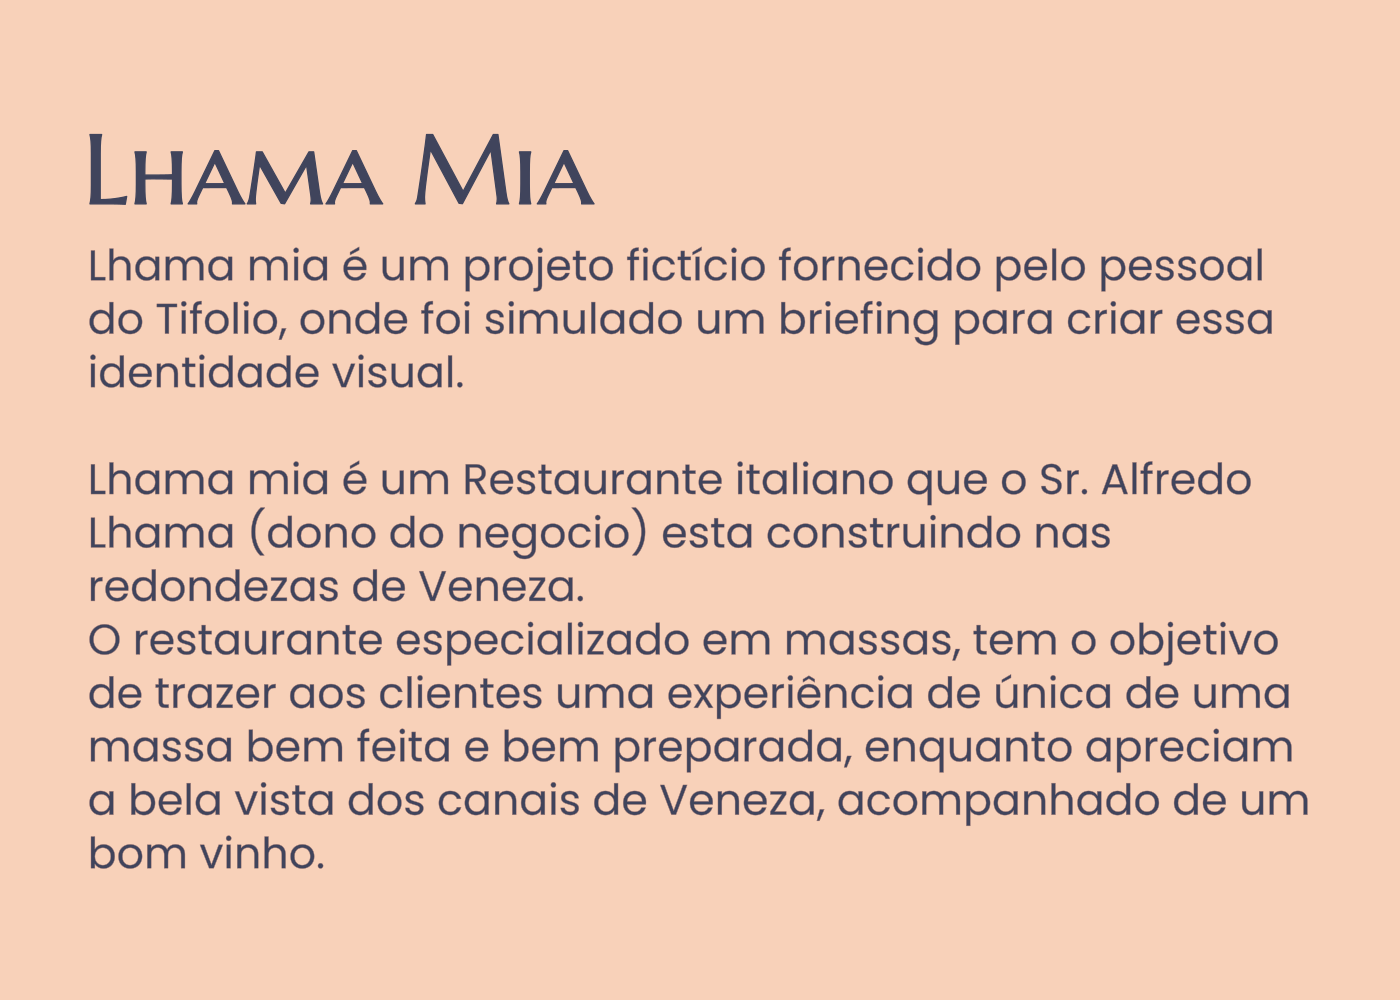 Lhama Mia
Lhama mia é um projeto fictício fornecido pelo pessoal
do Tifolio, onde foi simulado um briefing para criar essa
identidade visual.
Lhama mia é um Restaurante italiano que o Sr. Alfredo
Lhama (dono do negocio) esta construindo nas
redondezas de Veneza.
O restaurante especializado em massas, tem o objetivo
de trazer aos clientes uma experiência de única de uma
massa bem feita e bem preparada, enquanto apreciam
a bela vista dos canais de Veneza, acompanhado de um
bom vinho.